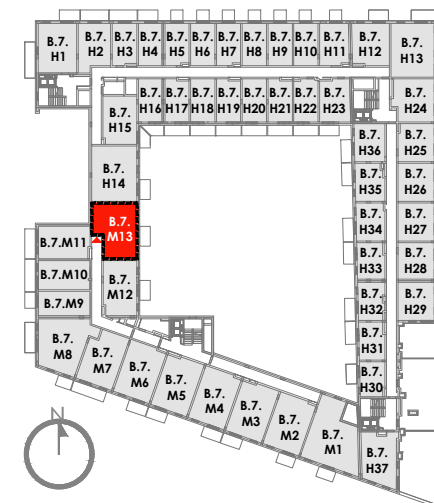 B.7.
H1
B.7.
H2
B.7.
H3
B.7.
H4
B.7.
H5
B.7.
H6
B.7.
H7
B.7.
H8
B.7.
H9
B.7.
H10
B.7.
H11
B.7.
H12
B.7.
H13
B.7.
H15
B.7.
H16
B.7.
H17
B.7.
H18
B.7.
H19
B.7.
H20
B.7.
H21
B.7.
H22
B.7.
H23
B.7.
H24
B.7.
H36
B.7.
H25
B.7.
H14
B.7.
H35
B.7.
H26
B.7.
M13
B.7.
H34
B.7.
H27
B.7.M11
B.7.
H33
B.7.
H28
B.7.M10
B.7.
M12
B.7.
H32
B.7.
H29
B.7.M9
B.7.
H31
B.7.
M8
B.7.
M7
B.7.
M6
B.7.
M5
B.7.
M4
B.7.
M3
B.7.
M2
B.7.
M1
B.7.
H30
B.7.
H37
N